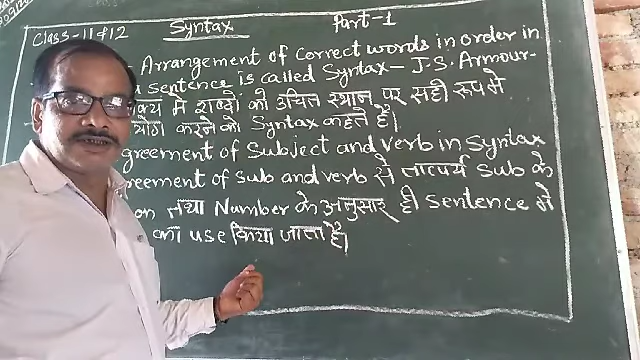 Class-11&12 Syntax Part-1
Arrangement of correct words in order in
sentence is called Syntax - J.S. Armour-
में शब्दों को उचित स्थान पर सही रूप से
करने को Syntax कहते हैं।
greement of Subject and verb in Syntax
reement of sub and verb से तात्पर्य sub के
on तथा Number के अनुसार ही Sentence में
का use किया जाता है।